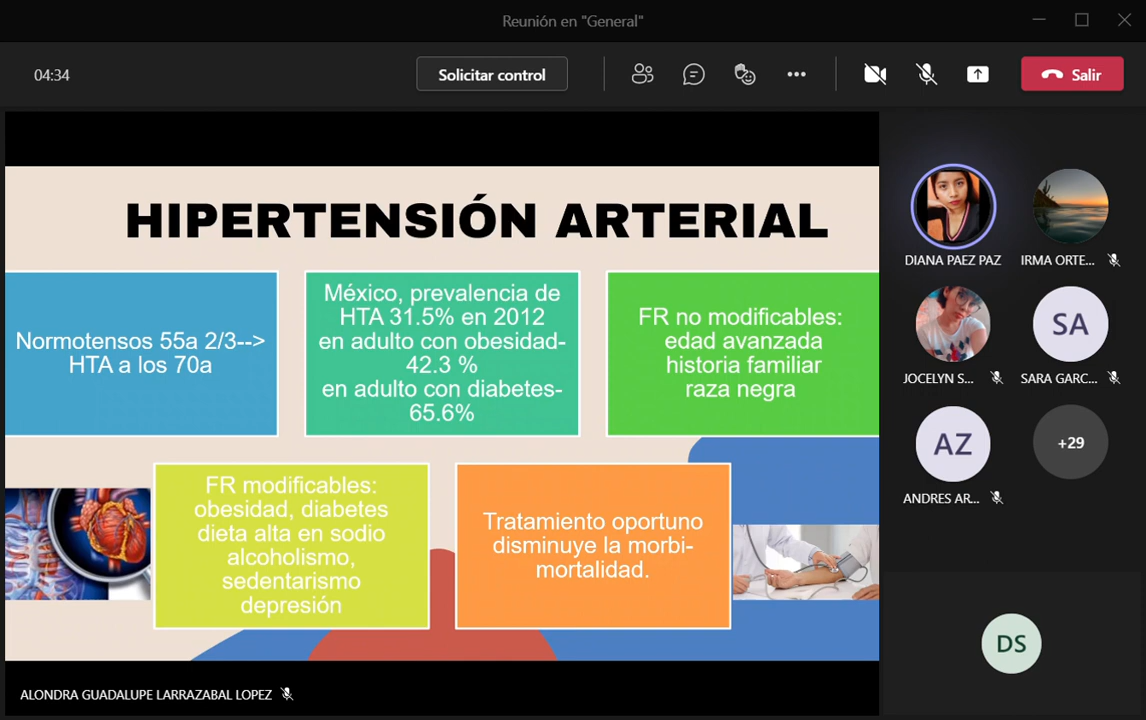 Reunión en "General"
04:34
Solicitar control
Salir
HIPERTENSIÓN ARTERIAL
Normotensos 55a 2/3-->
HTA a los 70a
México, prevalencia de
HTA 31.5% en 2012
en adulto con obesidad-
42.3 %
en adulto con diabetes-
65.6%
FR no modificables:
edad avanzada
historia familiar
raza negra
FR modificables:
obesidad, diabetes
dieta alta en sodio
alcoholismo,
sedentarismo
depresión
Tratamiento oportuno
disminuye la morbi-
mortalidad.
ALONDRA GUADALUPE LARRAZABAL LOPEZ
DIANA PAEZ PAZ
IRMA ORTE...
JOCELYN S...
SA
SARA GARC...
AZ
ANDRES AR...
+29
DS